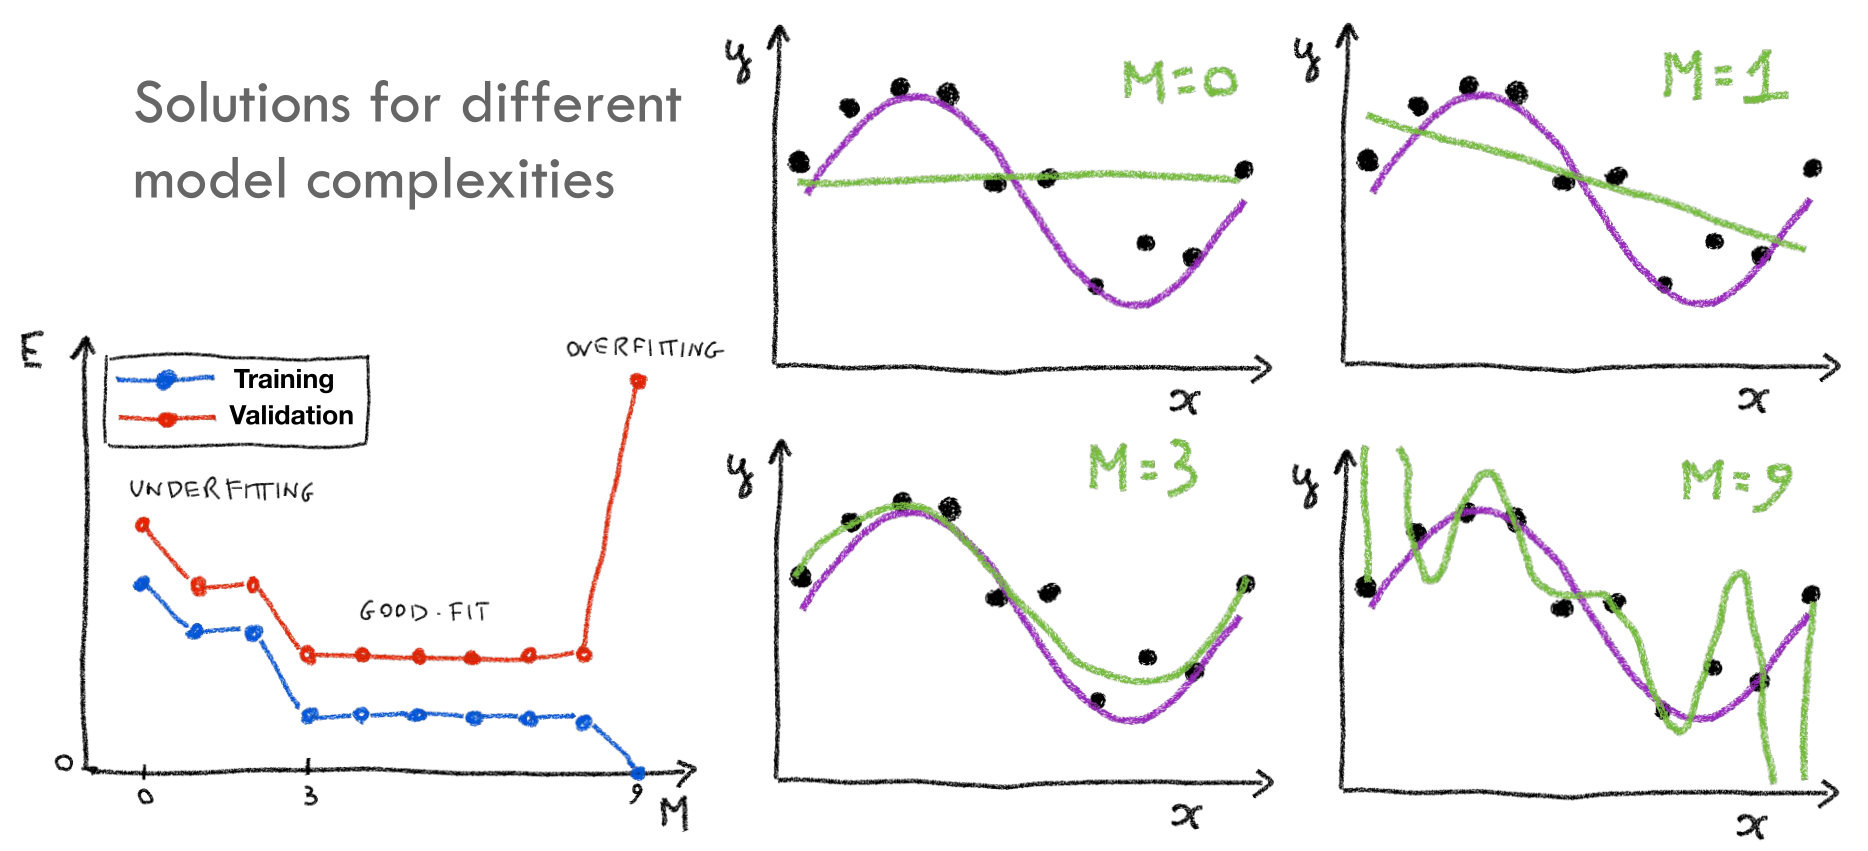 Solutions for different
model complexities
E
Training
Validation
UNDERFITTING
GOOD-FIT
OVERFITTING
0
0
3
9
M
y
M=0
x
y
M=1
x
y
M=3
x
y
M=9
x